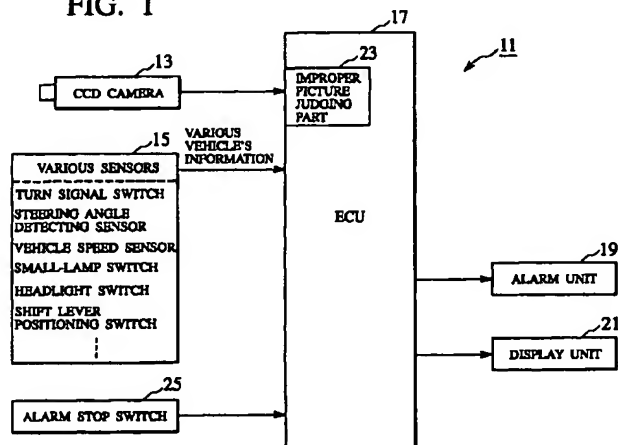 FIG. 1
17
11
13
23
CCD CAMERA
IMPROPER
PICTURE
JUDGING
PART
15
VARIOUS
VEHICLE'S
INFORMATION
VARIOUS SENSORS
TURN SIGNAL SWITCH
STEERING ANGLE
DETECTING SENSOR
VEHICLE SPEED SENSOR
SMALL-LAMP SWITCH
HEADLIGHT SWITCH
SHIFT LEVER
POSITIONING SWITCH
ECU
19
ALARM UNIT
21
DISPLAY UNIT
25
ALARM STOP SWITCH